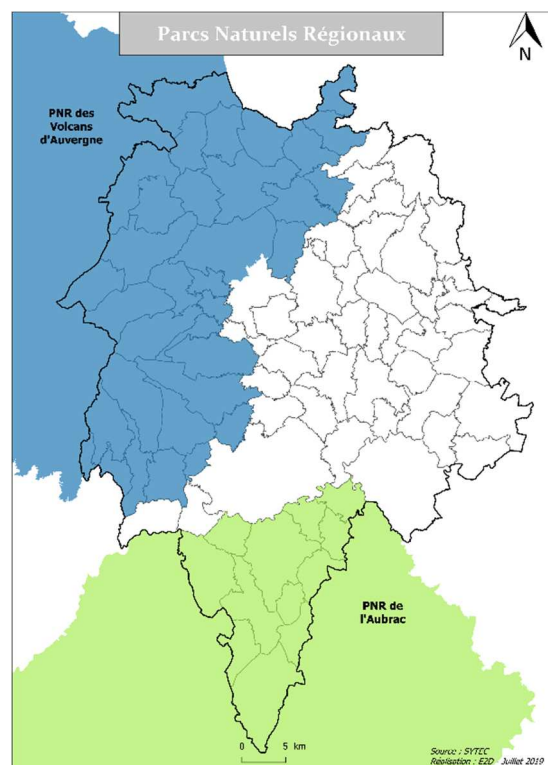 Parcs Naturels Régionaux
N
PNR des
Volcans
d'Auvergne
PNR de
l'Aubrac
0 5 km
Source : SYTEC
Réalisation : E2D - Juillet 2019